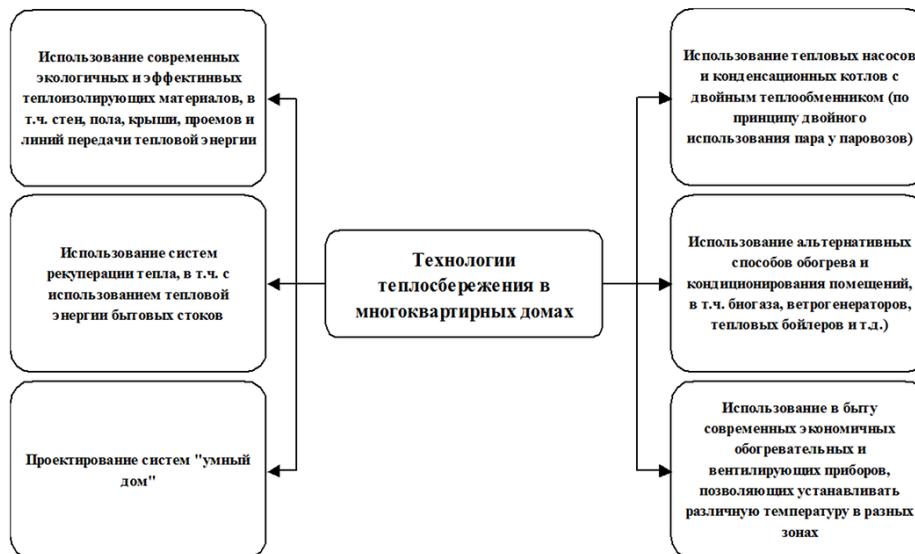 Использование современных
экологичных и эффектинвых
теплоизолирующих материалов, в
т.ч. стен, пола, крыши, проемов и
линий передачи тепловой энергии
Использование систем
рекуперации тепла, в т.ч. с
использованием тепловой
энергии бытовых стоков
Проектирование систем "умный
дом"
Технологии
теплосбережения в
многоквартирных домах
Использование тепловых насосов
и конденсационных котлов с
двойным теплообменником (по
принципу двойного
использования пара у паровозов)
Использование альтернативных
способов обогрева и
кондиционирования помещений,
в т.ч. биогаза, ветрогенераторов,
тепловых бойлеров и т.д.)
Использование в быту
современных экономичных
обогревательных и
вентилирующих приборов,
позволяющих устанавливать
различную температуру в разных
зонах